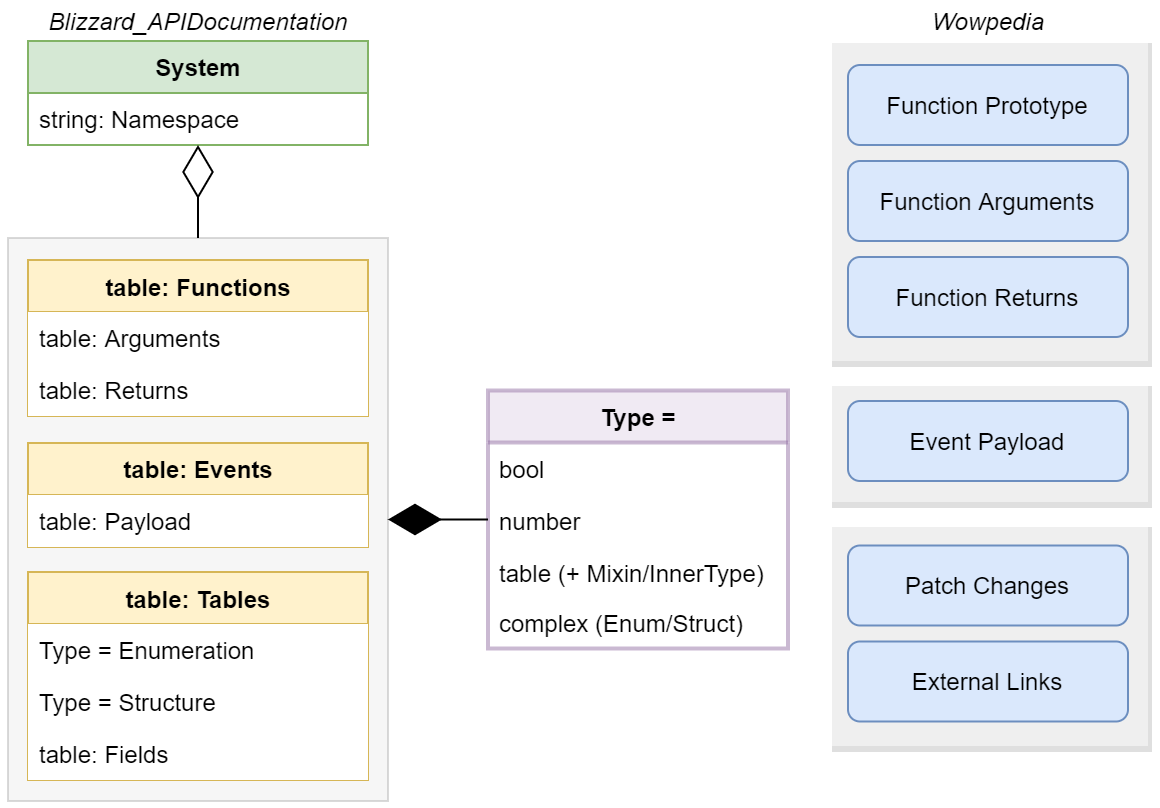 Blizzard_APIDocumentation
System
string: Namespace
table: Functions
table: Arguments
table: Returns
table: Events
table: Payload
table: Tables
Type = Enumeration
Type = Structure
table: Fields
Type =
bool
number
table (+ Mixin/InnerType)
complex (Enum/Struct)
Wowpedia
Function Prototype
Function Arguments
Function Returns
Event Payload
Patch Changes
External Links